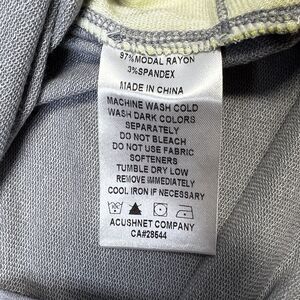 97%MODAL RAYON
3%SPANDEX
MADE IN CHINA
MACHINE WASH COLD
WASH DARK COLORS
SEPARATELY
DO NOT BLEACH
DO NOT USE FABRIC
SOFTENERS
TUMBLE DRY LOW
REMOVE IMMEDIATELY
COOL IRON IF NECESSARY
ACUSHNET COMPANY
CA#28544